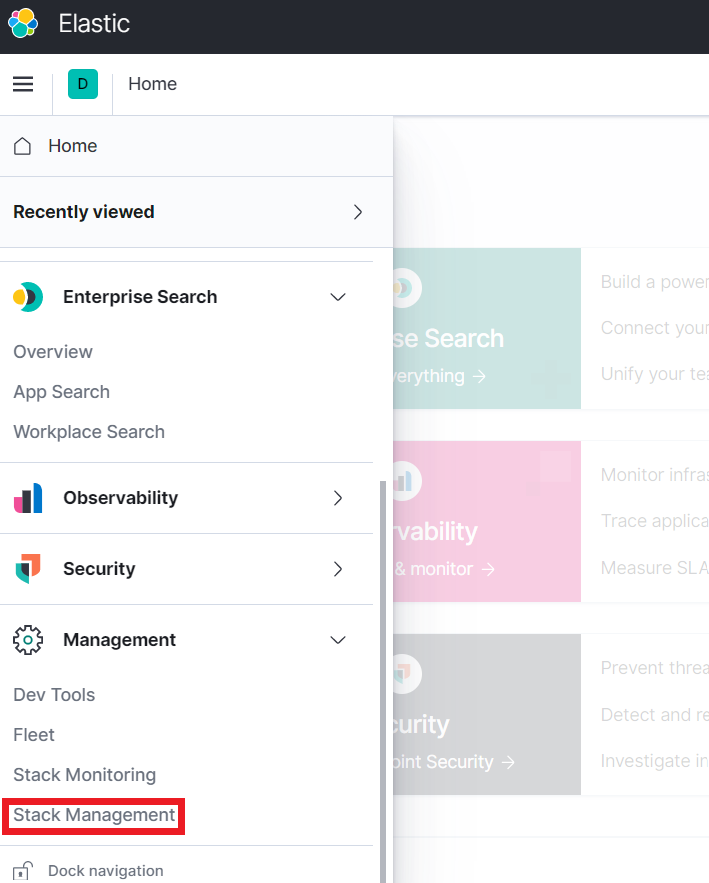 Elastic
D
Home
Home
Recently viewed
Enterprise Search
Overview
App Search
Workplace Search
Observability
Security
Management
Dev Tools
Fleet
Stack Monitoring
Stack Management
Dock navigation
se Search
verything →
Build a power
Connect your
Unify your te
rvability
& monitor →
Monitor infras
Trace applica
Measure SLA
curity
oint Security →
Prevent threa
Detect and re
Investigate in